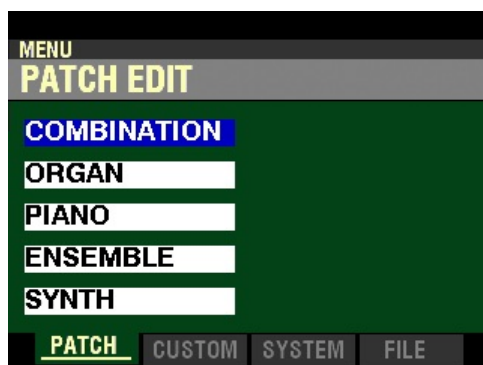 MENU
PATCH EDIT
COMBINATION
ORGAN
PIANO
ENSEMBLE
SYNTH
PATCH CUSTOM SYSTEM FILE